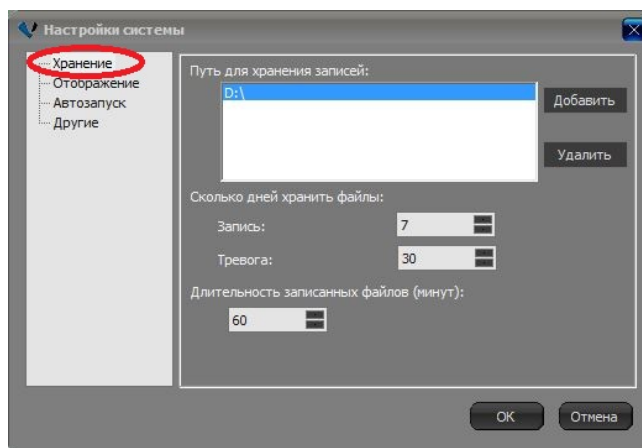 Настройки системы
Хранение
Отображение
Автозапуск
Другие
Путь для хранения записей:
D:\
Добавить
Удалить
Сколько дней хранить файлы:
Запись: 7
Тревога: 30
Длительность записанных файлов (минут):
60
OK Отмена